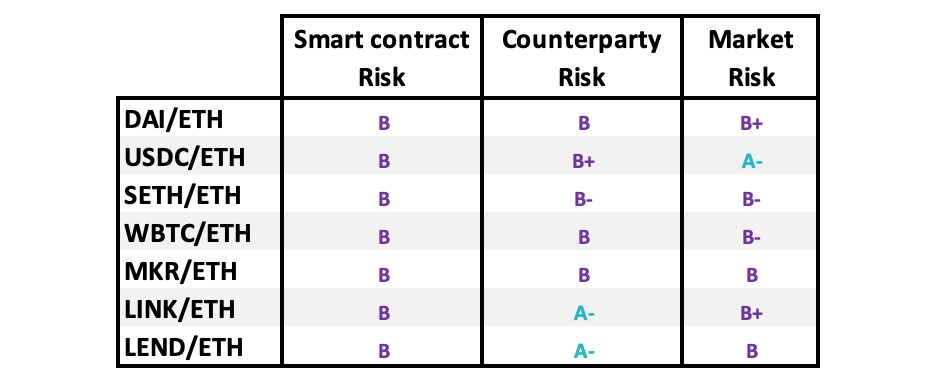 Smart contract Counterparty Market
Risk Risk Risk
DAI/ETH B B B+
USDC/ETH B B+ A-
SETH/ETH B B- B-
WBTC/ETH B B B-
MKR/ETH B B B
LINK/ETH B A- B+
LEND/ETH B A- B